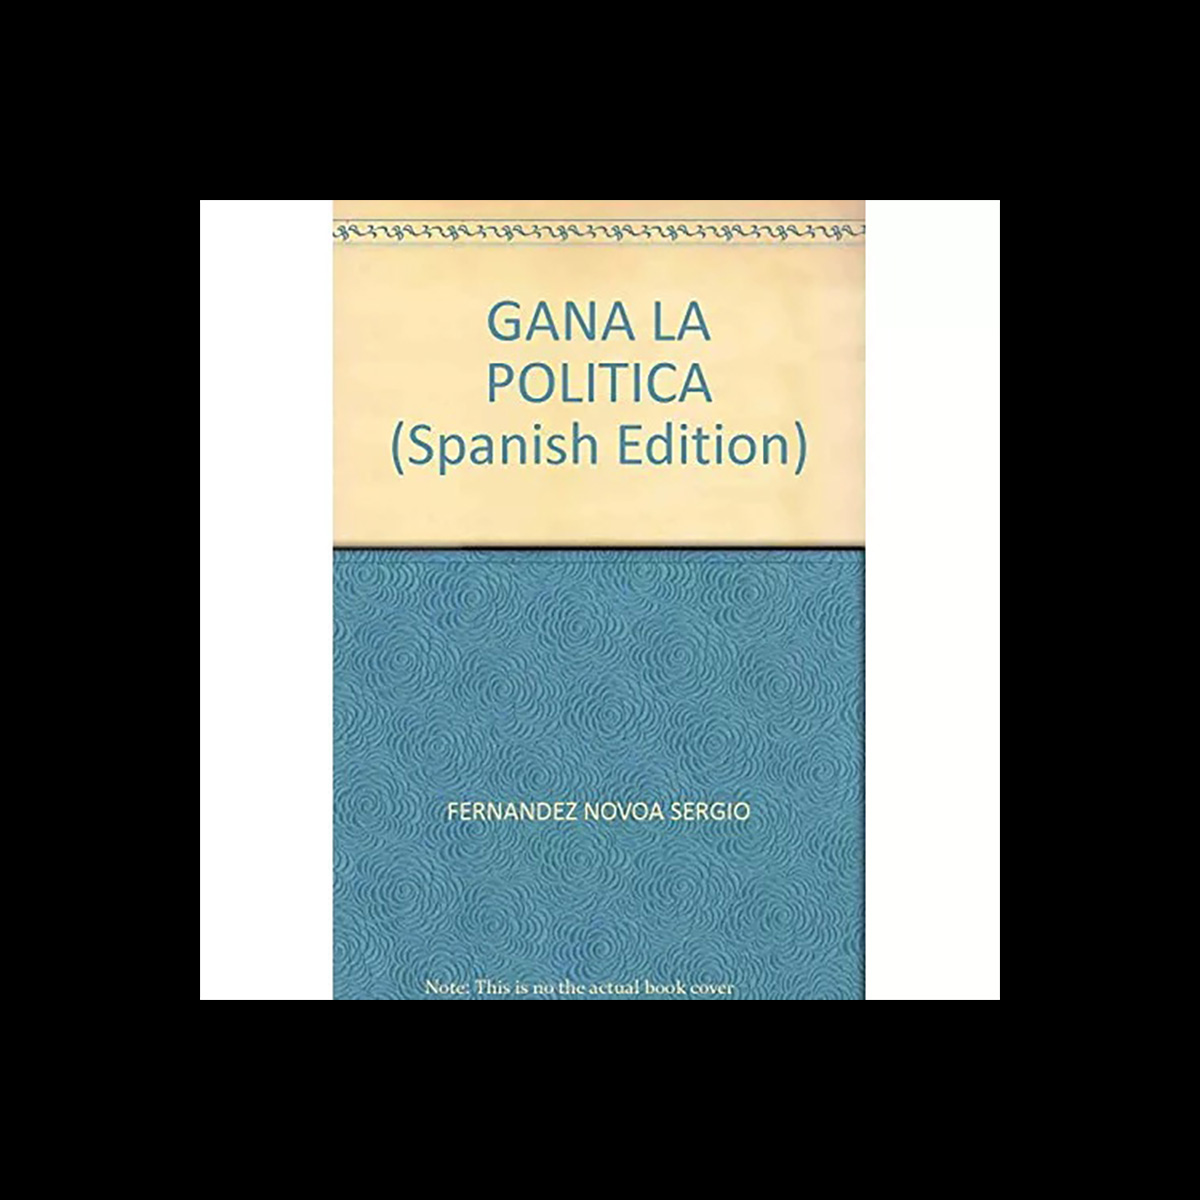 GANA LA
POLITICA
(Spanish Edition)
FERNANDEZ NOVOA SERGIO
Note: This is no the actual book cover